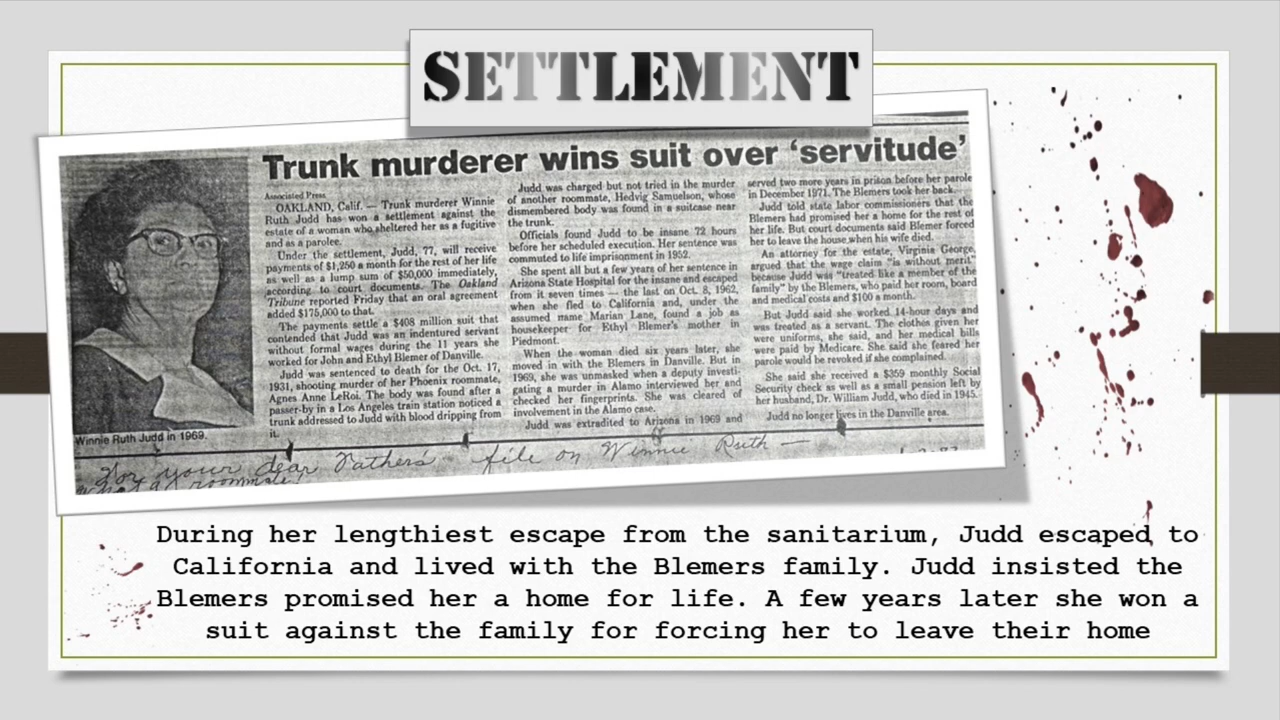 SETTLEMENT
Trunk murderer wins suit over ‘servitude’
Associated Press
OAKLAND, Calif. — Trunk murderer Winnie
Ruth Judd has won a settlement against the
estate of a woman who sheltered her as a fugitive
and as a parolee.
Under the settlement, Judd, 77, will receive
payments of $1,250 a month for the rest of her life
as well as a lump sum of $50,000 immediately,
according to court documents. The Oakland
Tribune reported Friday that an oral agreement
added $175,000 to that.
The payments settle a $408 million suit that
contended that Judd was an indentured servant
without formal wages during the 11 years she
worked for John and Ethyl Blemer of Danville.
Judd was sentenced to death for the Oct. 17,
1931, shooting murder of her Phoenix roommate,
Agnes Anne LeRoi. The body was found after a
passer-by in a Los Angeles train station noticed a
trunk addressed to Judd with blood dripping from
it.
Judd was charged but not tried in the murder
of another roommate, Hedvig Samuelson, whose
dismembered body was found in a suitcase near
the trunk.
Officials found Judd to be insane 72 hours
before her scheduled execution. Her sentence was
commuted to life imprisonment in 1952.
She spent all but a few years of her sentence in
Arizona State Hospital for the insane and escaped
from it seven times — the last on Oct. 8, 1962,
when she fled to California and, under the
assumed name Marian Lane, found a job as
housekeeper for Ethyl Blemer's mother in
Piedmont.
When the woman died six years later, she
moved in with the Blemers in Danville. But in
1969, she was unmasked when a deputy investi-
gating a murder in Alamo interviewed her and
checked her fingerprints. She was cleared of
involvement in the Alamo case.
Judd was extradited to Arizona in 1969 and
served two more years in prison before her parole
in December 1971. The Blemers took her back.
Judd told state labor commissioners that the
Blemers had promised her a home for the rest of
her life. But court documents said Blemer forced
her to leave the house when his wife died.
An attorney for the estate, Virginia George,
argued that the wage claim "is without merit"
because Judd was "treated like a member of the
family" by the Blemers, who paid her room, board
and medical costs and $100 a month.
But Judd said she worked 14-hour days and
was treated as a servant. The clothes given her
were uniforms, she said, and her medical bills
were paid by Medicare. She said she feared her
parole would be revoked if she complained.
She said she received a $359 monthly Social
Security check as well as a small pension left by
her husband, Dr. William Judd, who died in 1945.
Judd no longer lives in the Danville area.
Winnie Ruth Judd in 1969.
For your dear Fathers' file on Winnie Ruth —
what a roommate!
During her lengthiest escape from the sanitarium, Judd escaped to
California and lived with the Blemers family. Judd insisted the
Blemers promised her a home for life. A few years later she won a
suit against the family for forcing her to leave their home